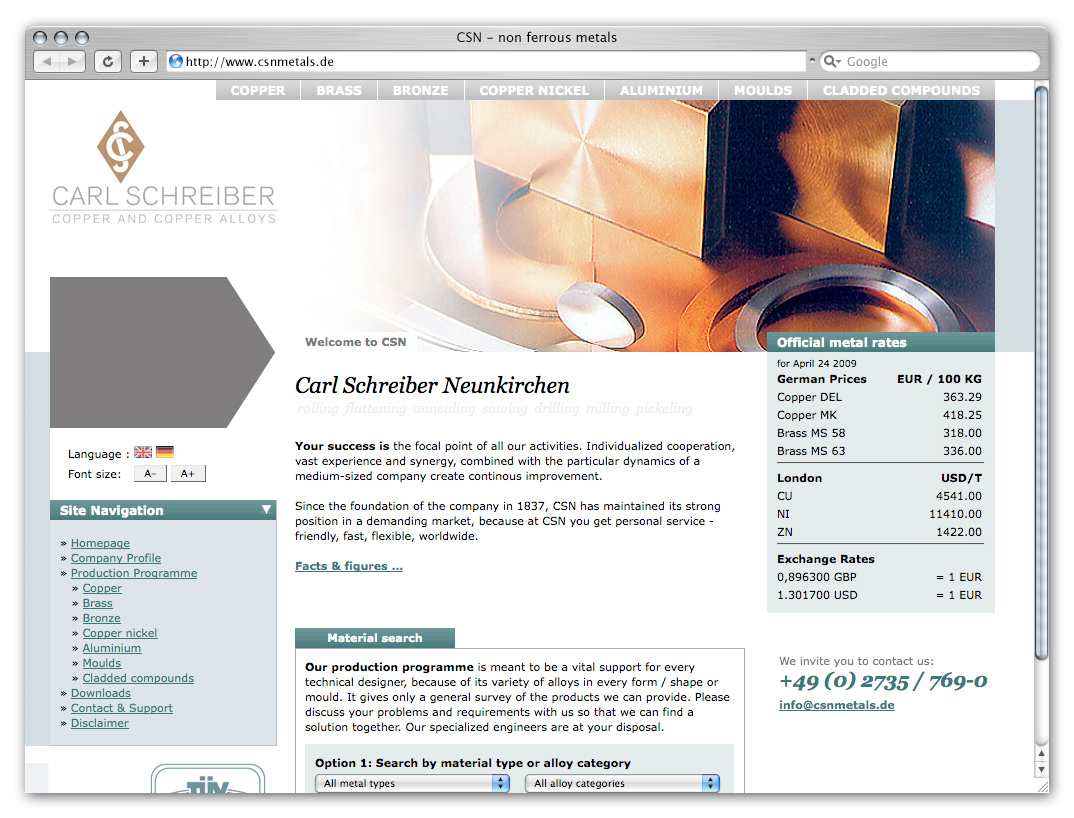 CSN – non ferrous metals
http://www.csnmetals.de
Google
COPPER BRASS BRONZE COPPER NICKEL ALUMINIUM MOULDS CLADDED COMPOUNDS
CARL SCHREIBER
COPPER AND COPPER ALLOYS
Welcome to CSN
Language :
Font size: A– A+
Site Navigation
» Homepage
» Company Profile
» Production Programme
» Copper
» Brass
» Bronze
» Copper nickel
» Aluminium
» Moulds
» Cladded compounds
» Downloads
» Contact & Support
» Disclaimer
TÜV
Carl Schreiber Neunkirchen
rolling flattening annealing sawing drilling milling pickeling
Your success is the focal point of all our activities. Individualized cooperation,
vast experience and synergy, combined with the particular dynamics of a
medium-sized company create continous improvement.
Since the foundation of the company in 1837, CSN has maintained its strong
position in a demanding market, because at CSN you get personal service -
friendly, fast, flexible, worldwide.
Facts & figures ...
Material search
Our production programme is meant to be a vital support for every
technical designer, because of its variety of alloys in every form / shape or
mould. It gives only a general survey of the products we can provide. Please
discuss your problems and requirements with us so that we can find a
solution together. Our specialized engineers are at your disposal.
Option 1: Search by material type or alloy category
All metal types All alloy categories
Official metal rates
for April 24 2009
German Prices EUR / 100 KG
Copper DEL 363.29
Copper MK 418.25
Brass MS 58 318.00
Brass MS 63 336.00
London USD/T
CU 4541.00
NI 11410.00
ZN 1422.00
Exchange Rates
0,896300 GBP = 1 EUR
1.301700 USD = 1 EUR
We invite you to contact us:
+49 (0) 2735 / 769-0
info@csnmetals.de